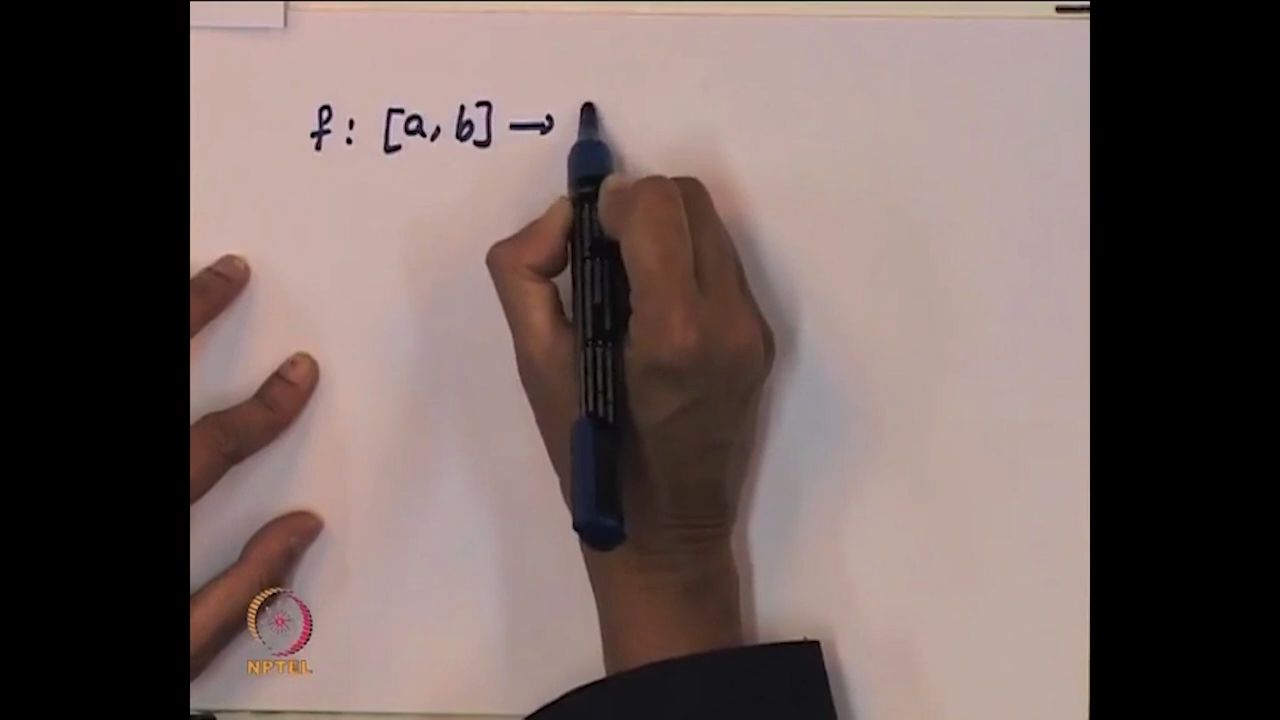 f: [a, b] →
NPTEL